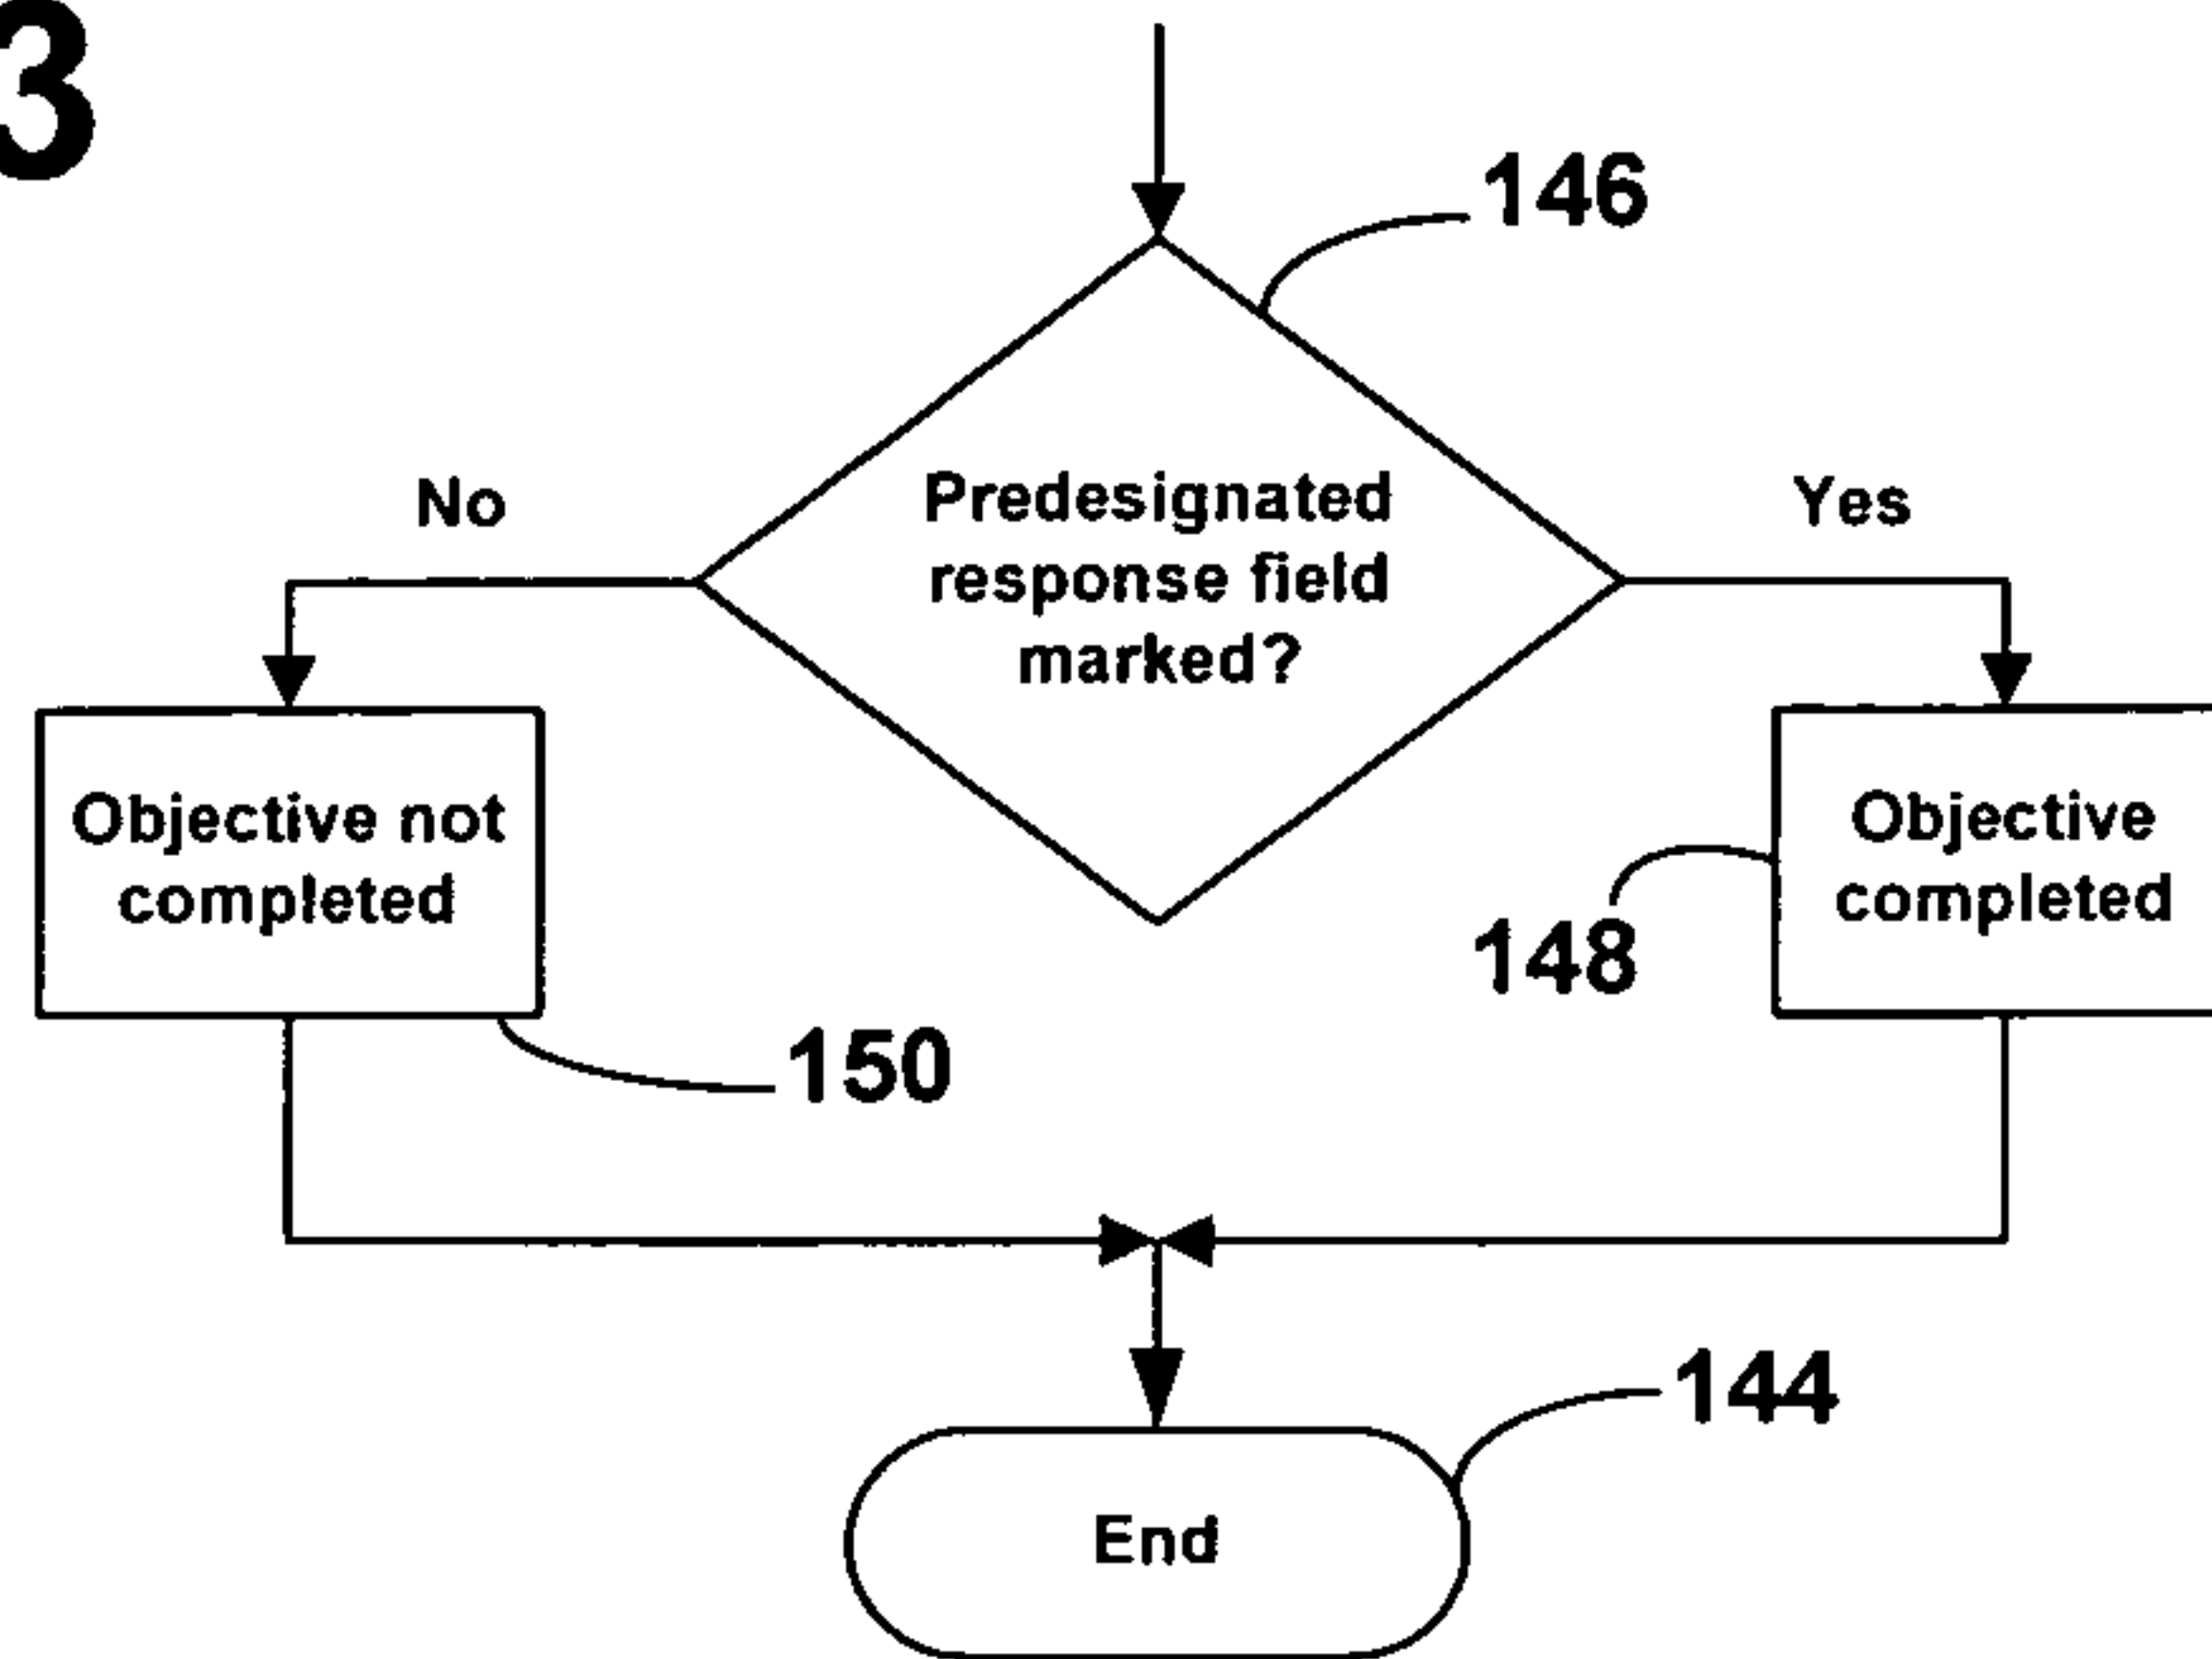 3
146
No
Yes
Predesignated
response field
marked?
Objective not
completed
Objective
completed
148
150
144
End